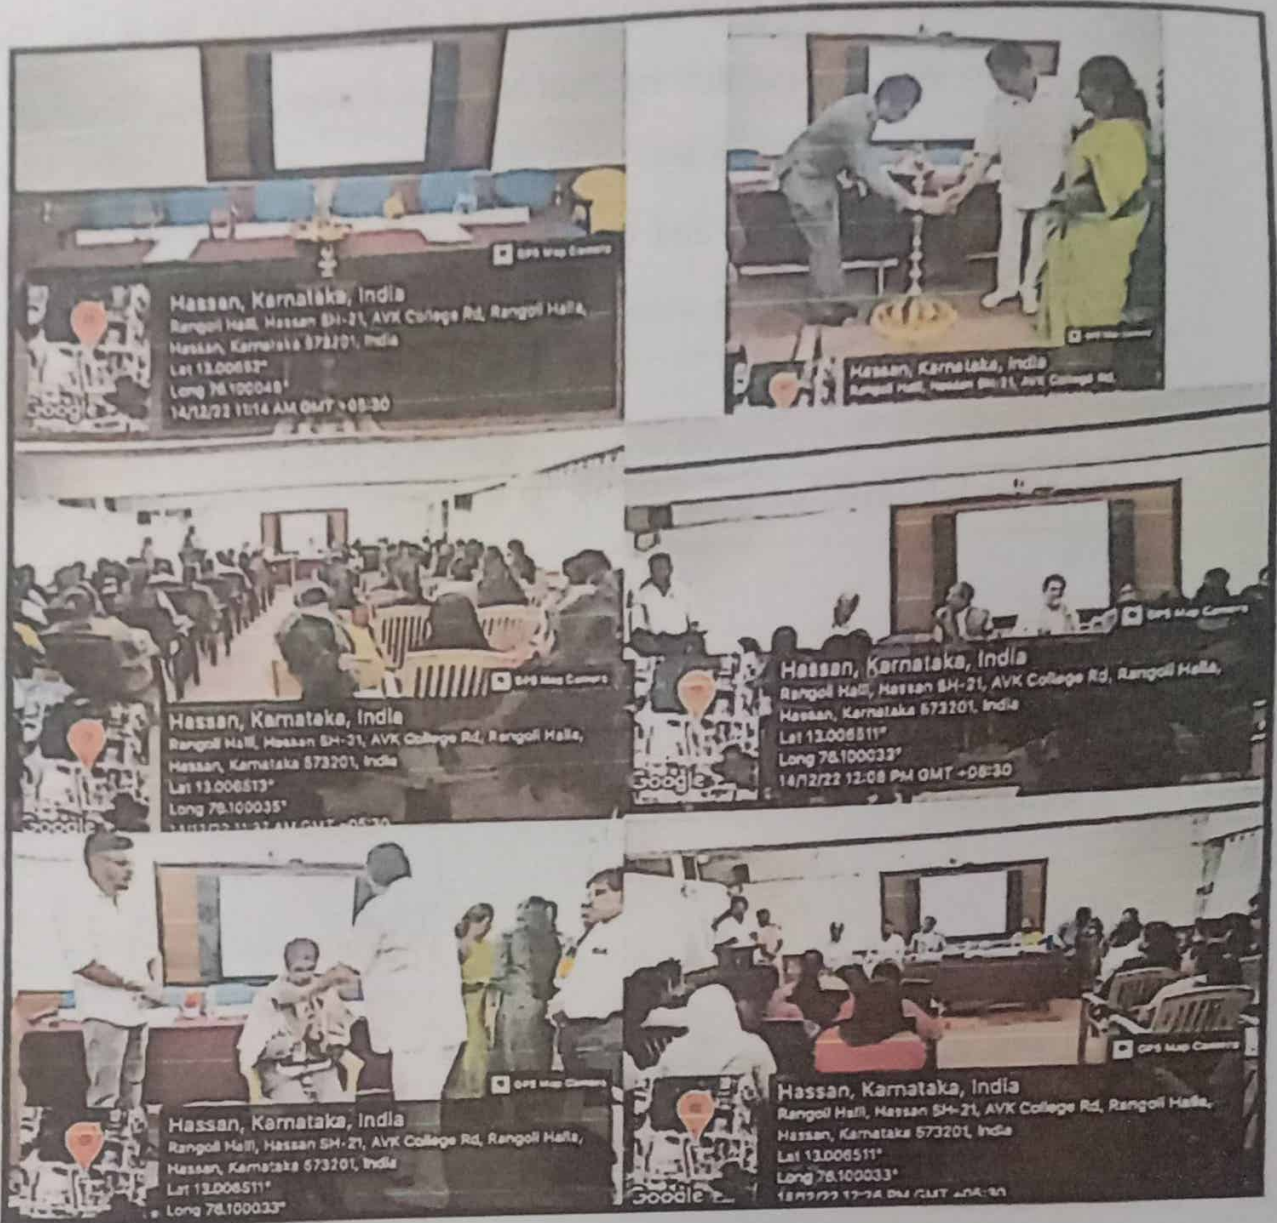 GPS Map Camera
Hassan, Karnataka, India
Rangoli Halli, Hassan SH-21, AVK College Rd, Rangoli Halla,
Hassan, Karnataka 573201, India
Lat 13.00652°
Long 76.100048°
14/12/22 11:14 AM GMT +05:30
Google
GPS Map Camera
Hassan, Karnataka, India
Rangoli Halli, Hassan SH-21, AVK College Rd,
GPS Map Camera
Hassan, Karnataka, India
Rangoli Halli, Hassan SH-21, AVK College Rd, Rangoli Halla,
Hassan, Karnataka 573201, India
Lat 13.006513°
Long 76.100035°
Google
GPS Map Camera
Hassan, Karnataka, India
Rangoli Halli, Hassan SH-21, AVK College Rd, Rangoli Halla,
Hassan, Karnataka 573201, India
Lat 13.006511°
Long 76.100033°
14/12/22 12:08 PM GMT +05:30
Google
GPS Map Camera
Hassan, Karnataka, India
Rangoli Halli, Hassan SH-21, AVK College Rd, Rangoli Halla,
Hassan, Karnataka 573201, India
Lat 13.006511°
Long 76.100033°
GPS Map Camera
Hassan, Karnataka, India
Rangoli Halli, Hassan SH-21, AVK College Rd, Rangoli Halla,
Hassan, Karnataka 573201, India
Lat 13.006511°
Long 76.100033°
Google